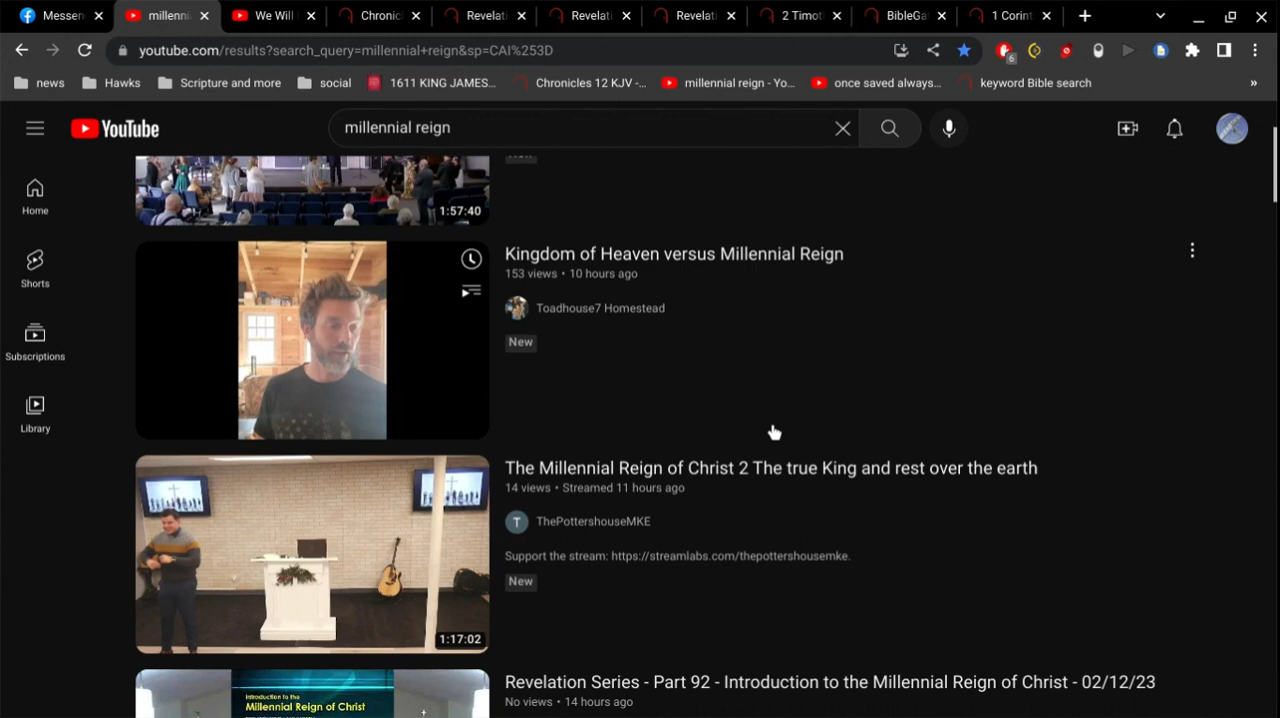 Messen
millenni
We Will
Chronic
Revelati
Revelati
Revelati
2 Timot
BibleGa
1 Corint
youtube.com/results?search_query=millennial+reign&sp=CAI%253D
6
news
Hawks
Scripture and more
social
1611 KING JAMES...
Chronicles 12 KJV -...
millennial reign - Yo...
once saved always...
keyword Bible search
»
YouTube
millennial reign
Home
Shorts
Subscriptions
Library
1:57:40
Kingdom of Heaven versus Millennial Reign
153 views • 10 hours ago
Toadhouse7 Homestead
New
The Millennial Reign of Christ 2 The true King and rest over the earth
14 views • Streamed 11 hours ago
T
ThePottershouseMKE
Support the stream: https://streamlabs.com/thepottershousemke.
New
1:17:02
Introduction to the
Millennial Reign of Christ
Revelation Series - Part 92 - Introduction to the Millennial Reign of Christ - 02/12/23
No views • 14 hours ago